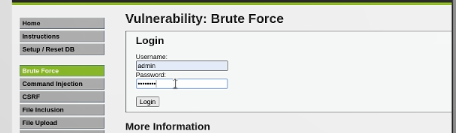 Vulnerability: Brute Force
Home
Instructions
Setup / Reset DB
Brute Force
Command Injection
CSRF
File Inclusion
File Upload
Login
Username:
admin
Password:
••••••••
Login
More Information